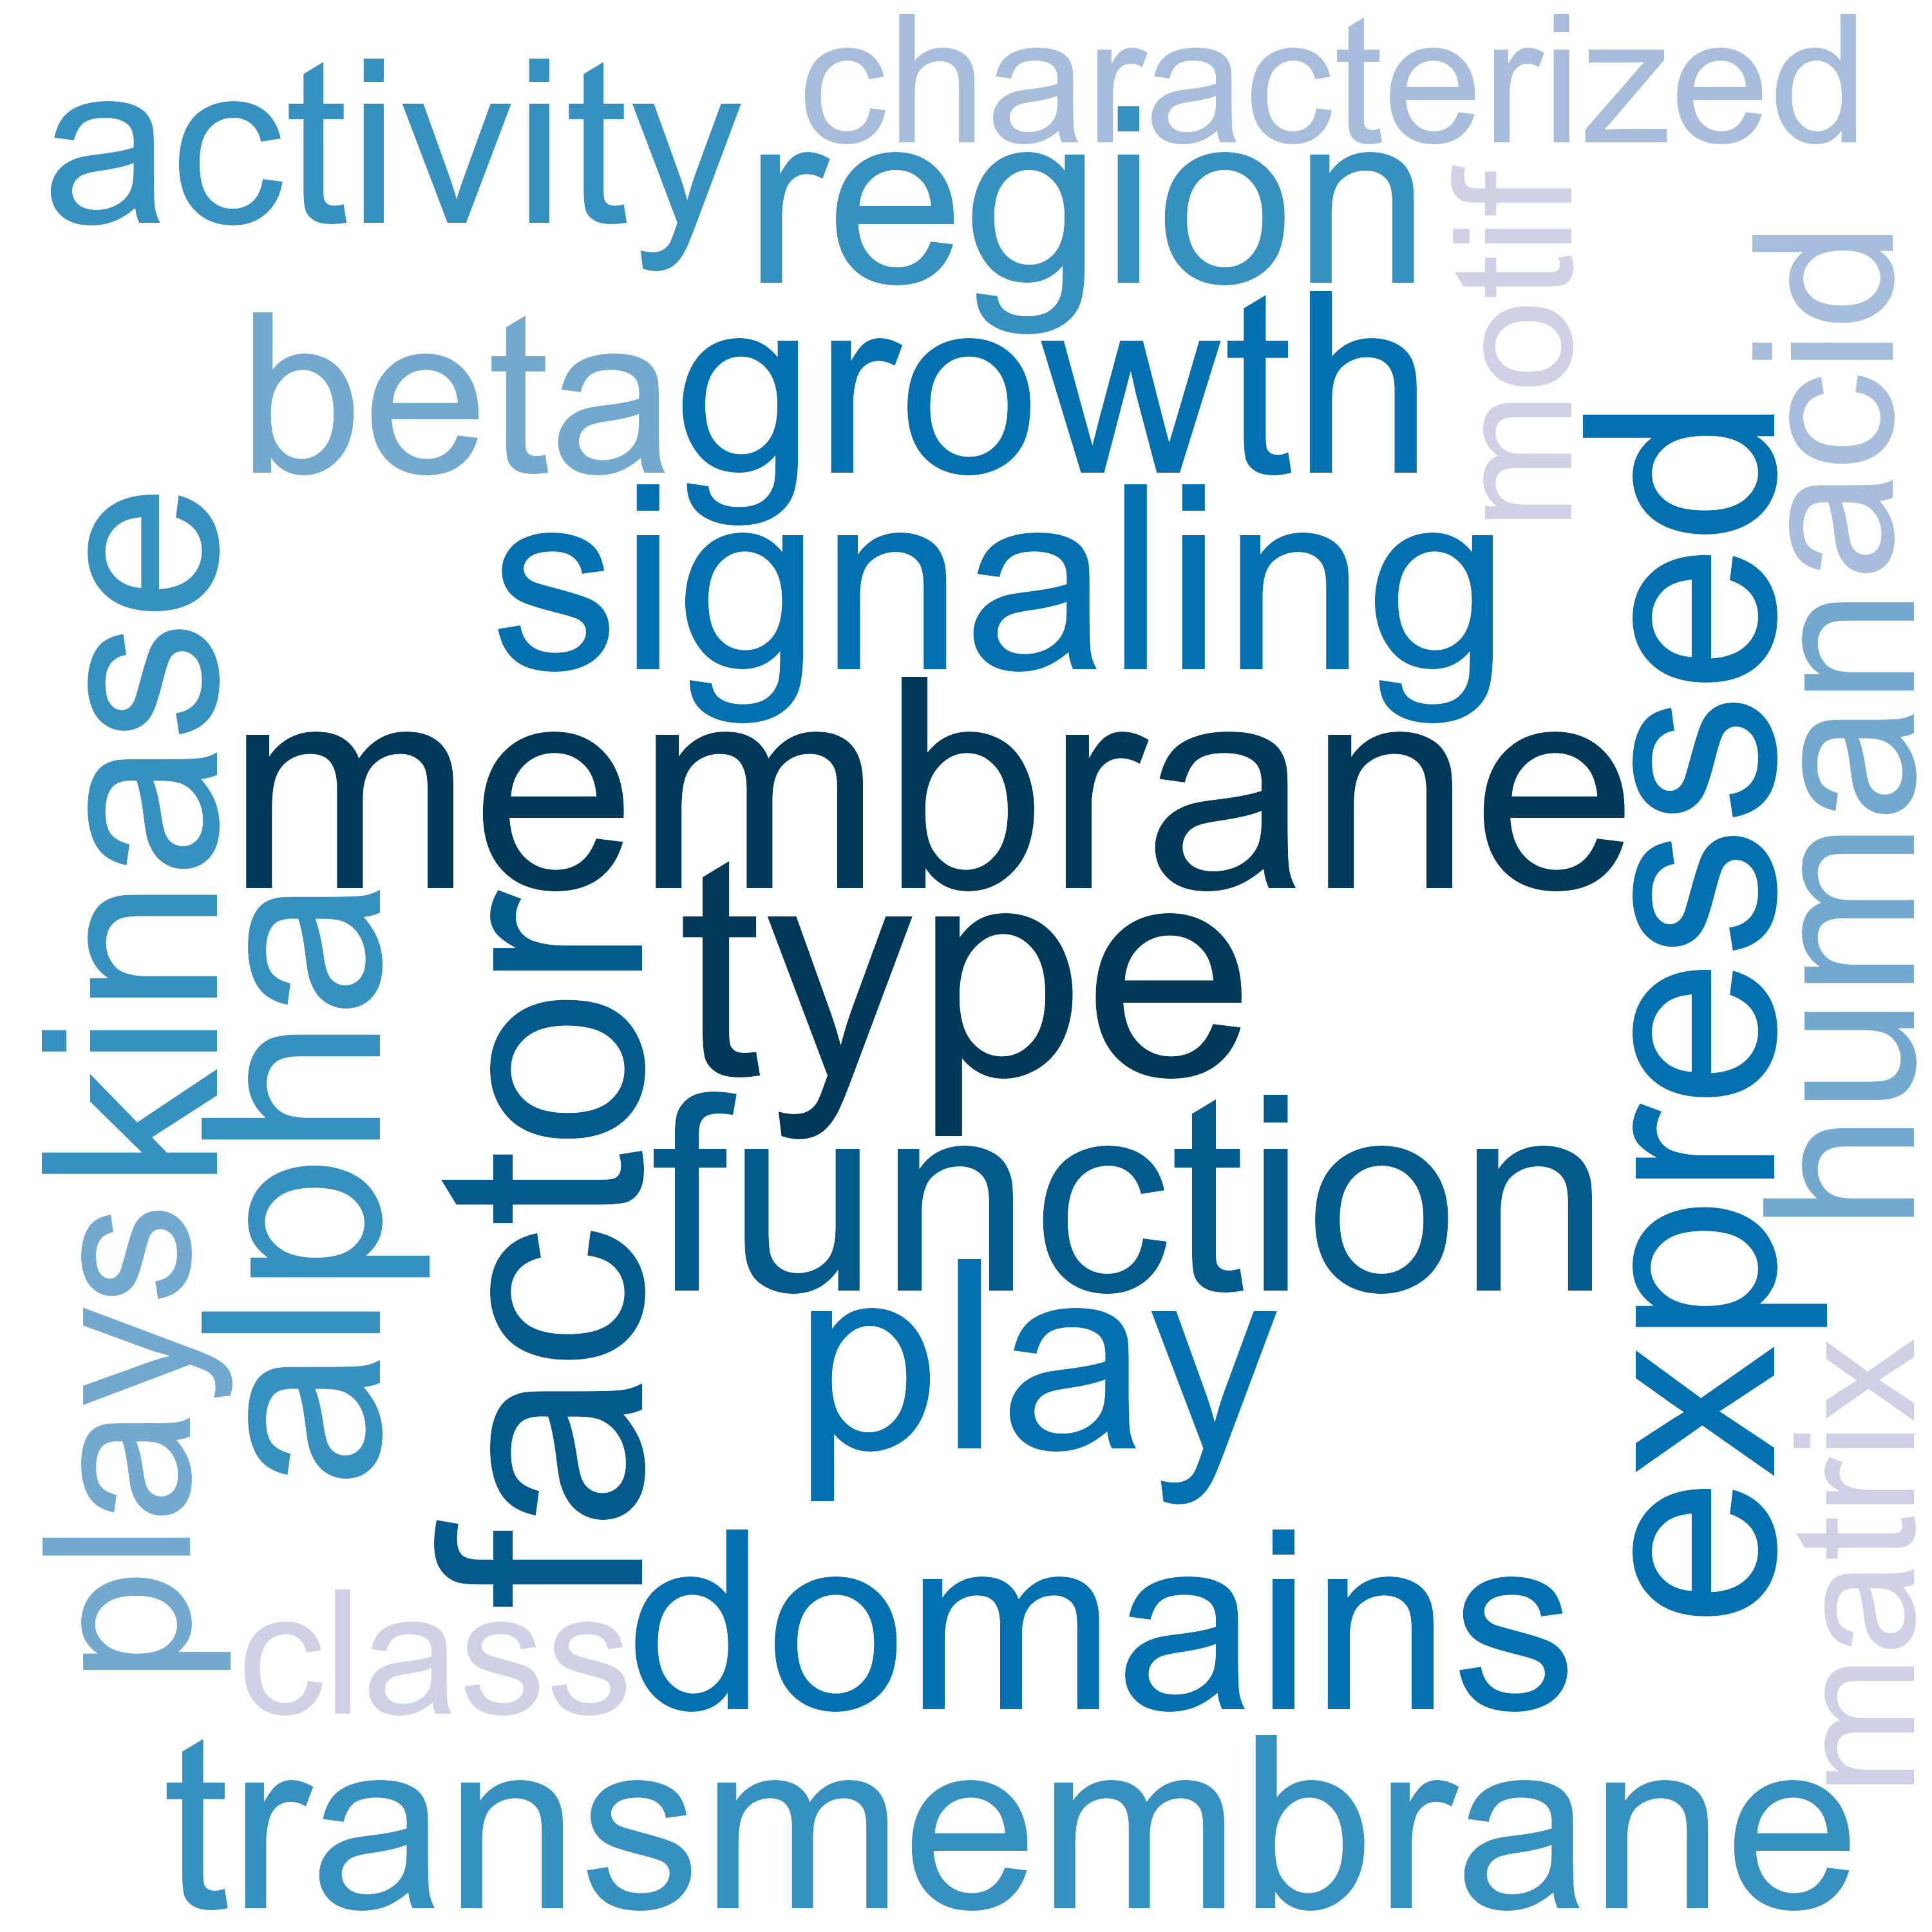 characterized
activity
region
motif
acid
beta
growth
signaling
kinase
expressed
human
membrane
type
alpha
factor
function
plays
play
matrix
class
domains
transmembrane